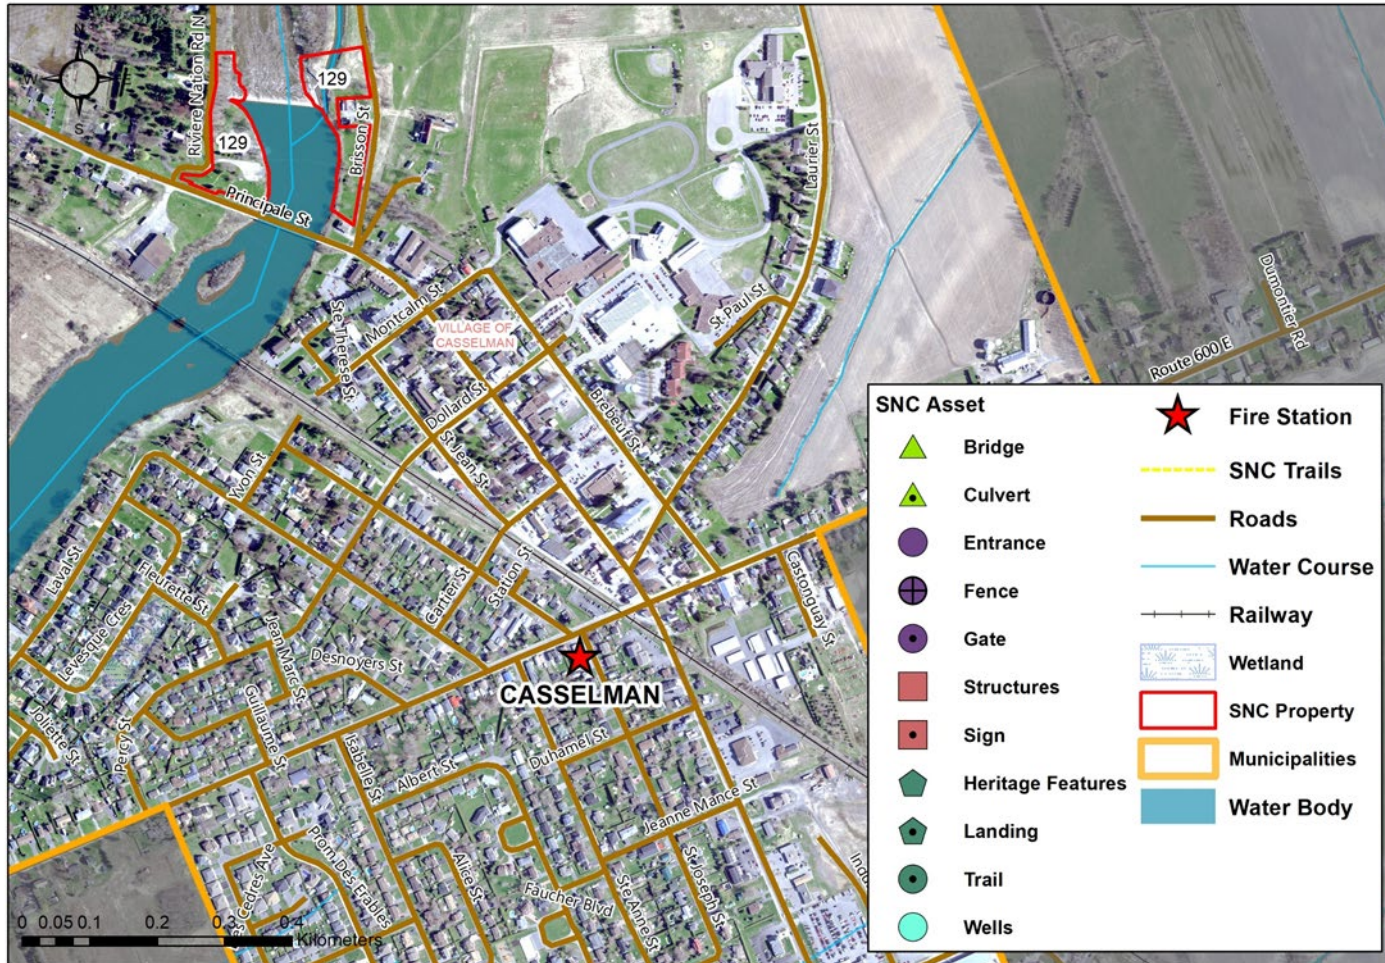 Riviere Nation Rd N
129
129
Brisson St
Principale St
Laurier St
W
S
Ste Therese St
Montcalm St
VILLAGE OF
CASSELMAN
St Paul St
Dumontier Rd
Route 600 E
Dollard St
St Jean St
Brebeuf St
Yvon St
Laval St
Fleurette St
Levesque Cres
Cartier St
Station St
Castonguay St
Jean Marc St
Desnoyers St
CASSELMAN
Joliette St
Percy St
Guillaume St
Isabelle St
Albert St
Duhamel St
Jeanne Mance St
Prom. Des Erables
Alice St
Faucher Blvd
Ste Anne St
St Joseph St
Cedres Ave
0 0.05 0.1 0.2 0.3 0.4
Kilometers
SNC Asset
Bridge
Culvert
Entrance
Fence
Gate
Structures
Sign
Heritage Features
Landing
Trail
Wells
Fire Station
SNC Trails
Roads
Water Course
Railway
Wetland
SNC Property
Municipalities
Water Body